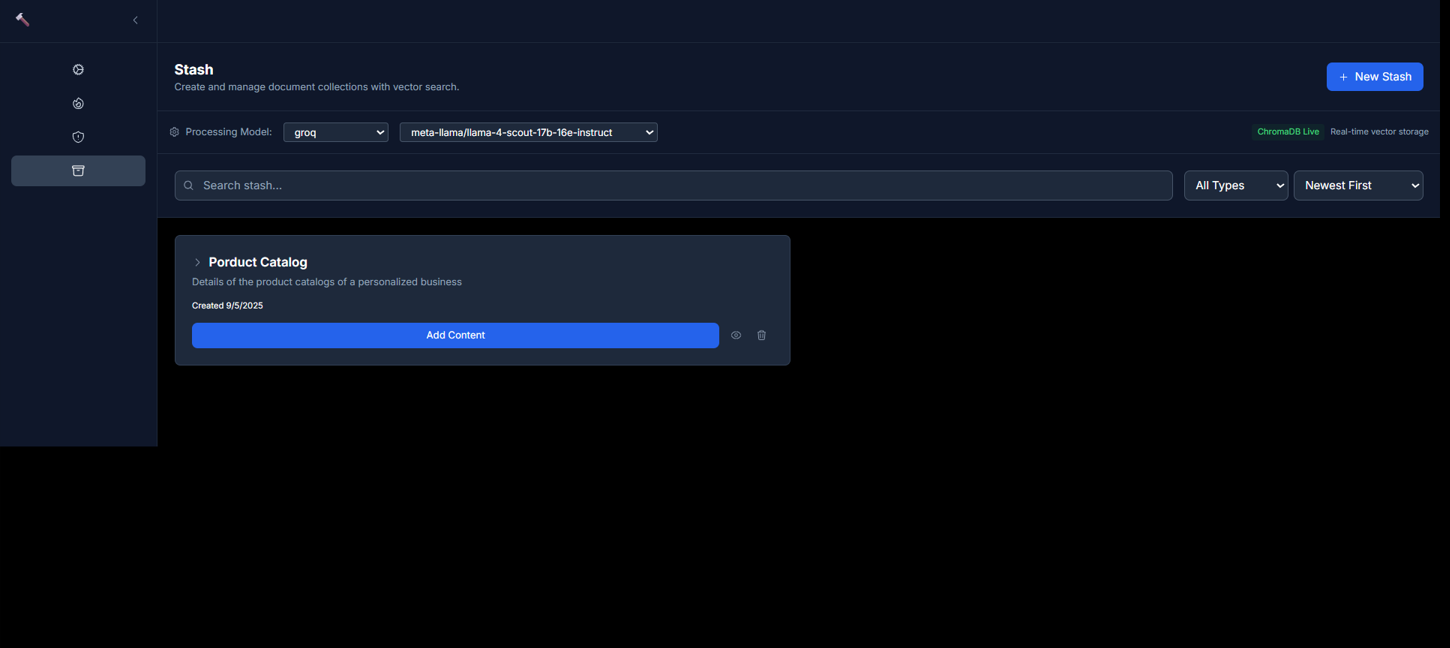 Stash
Create and manage document collections with vector search.
+ New Stash
Processing Model:
groq
meta-llama/llama-4-scout-17b-16e-instruct
ChromaDB Live
Real-time vector storage
Search stash...
All Types
Newest First
Porduct Catalog
Details of the product catalogs of a personalized business
Created 9/5/2025
Add Content